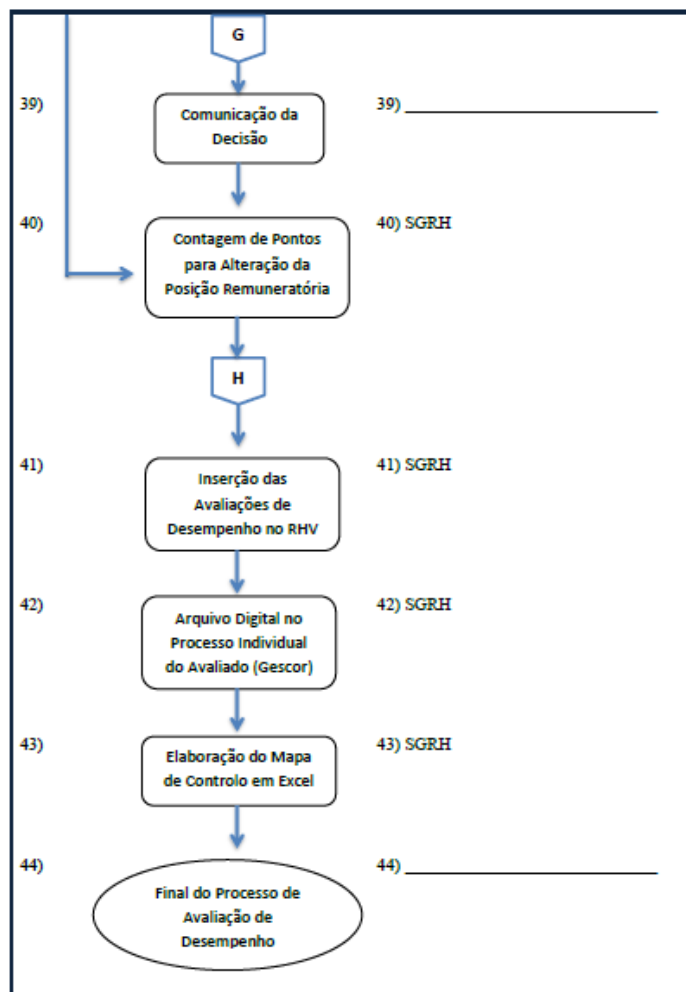 G
39)
Comunicação da
Decisão
39) ____________________
40)
Contagem de Pontos
para Alteração da
Posição Remuneratória
40) SGRH
H
41)
Inserção das
Avaliações de
Desempenho no RHV
41) SGRH
42)
Arquivo Digital no
Processo Individual
do Avaliado (Gescor)
42) SGRH
43)
Elaboração do Mapa
de Controlo em Excel
43) SGRH
44)
Final do Processo de
Avaliação de
Desempenho
44) ____________________